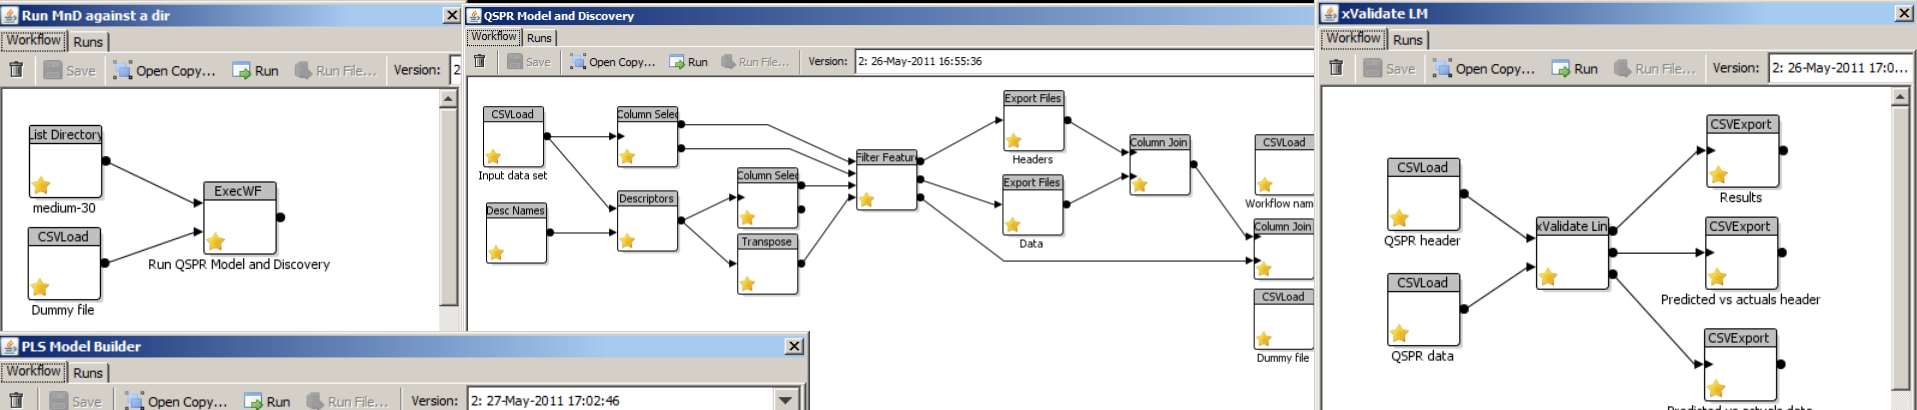 Run MnD against a dir
Workflow Runs
Save Open Copy... Run Run File... Version: 2
List Directory
medium-30
CSVLoad
Dummy file
ExecWF
Run QSPR Model and Discovery
QSPR Model and Discovery
Workflow Runs
Save Open Copy... Run Run File... Version: 2: 26-May-2011 16:55:36
CSVLoad
Input data set
Desc Names
Column Selec
Descriptors
Column Selec
Transpose
Filter Featur
Export Files
Headers
Export Files
Data
Column Join
CSVLoad
Workflow nam
Column Join
CSVLoad
Dummy file
xValidate LM
Workflow Runs
Save Open Copy... Run Run File... Version: 2: 26-May-2011 17:0...
CSVLoad
QSPR header
CSVLoad
QSPR data
xValidate Lin
CSVExport
Results
CSVExport
Predicted vs actuals header
CSVExport
Predicted vs actuals data
PLS Model Builder
Workflow Runs
Save Open Copy... Run Run File... Version: 2: 27-May-2011 17:02:46